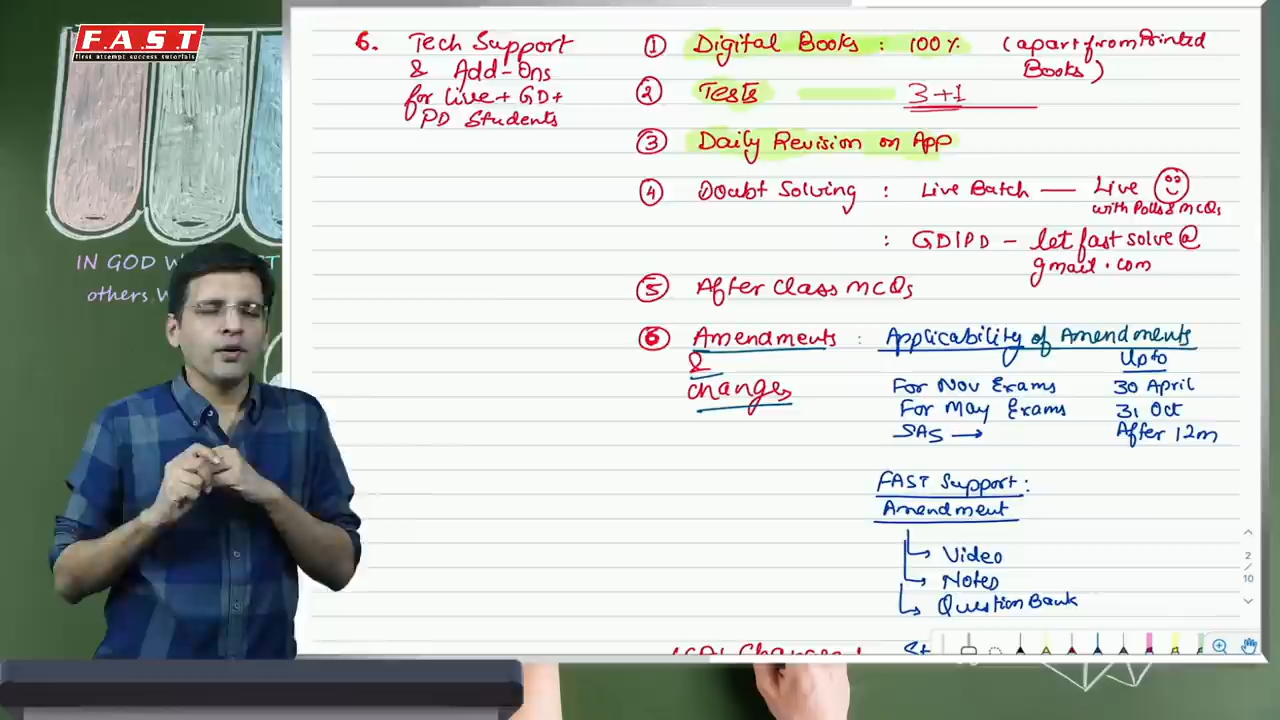 F.A.S.T
first attempt success tutorials
IN GOD W
others W
6. Tech Support
& Add-Ons
for Live + GD +
PD Students
① Digital Books : 100% (apart from Printed
Books)
② Tests 3+1
③ Daily Revision on App
④ Doubt Solving : Live Batch — Live
with Polls & MCQs
: GD|PD – letfastsolve@
gmail.com
⑤ After Class MCQs
⑥ Amendments : Applicability of Amendments
& Upto
changes For Nov Exams 30 April
For May Exams 31 Oct
SAS → After 12m
FAST Support :
Amendment
Video
Notes
Question Bank
2
/
10